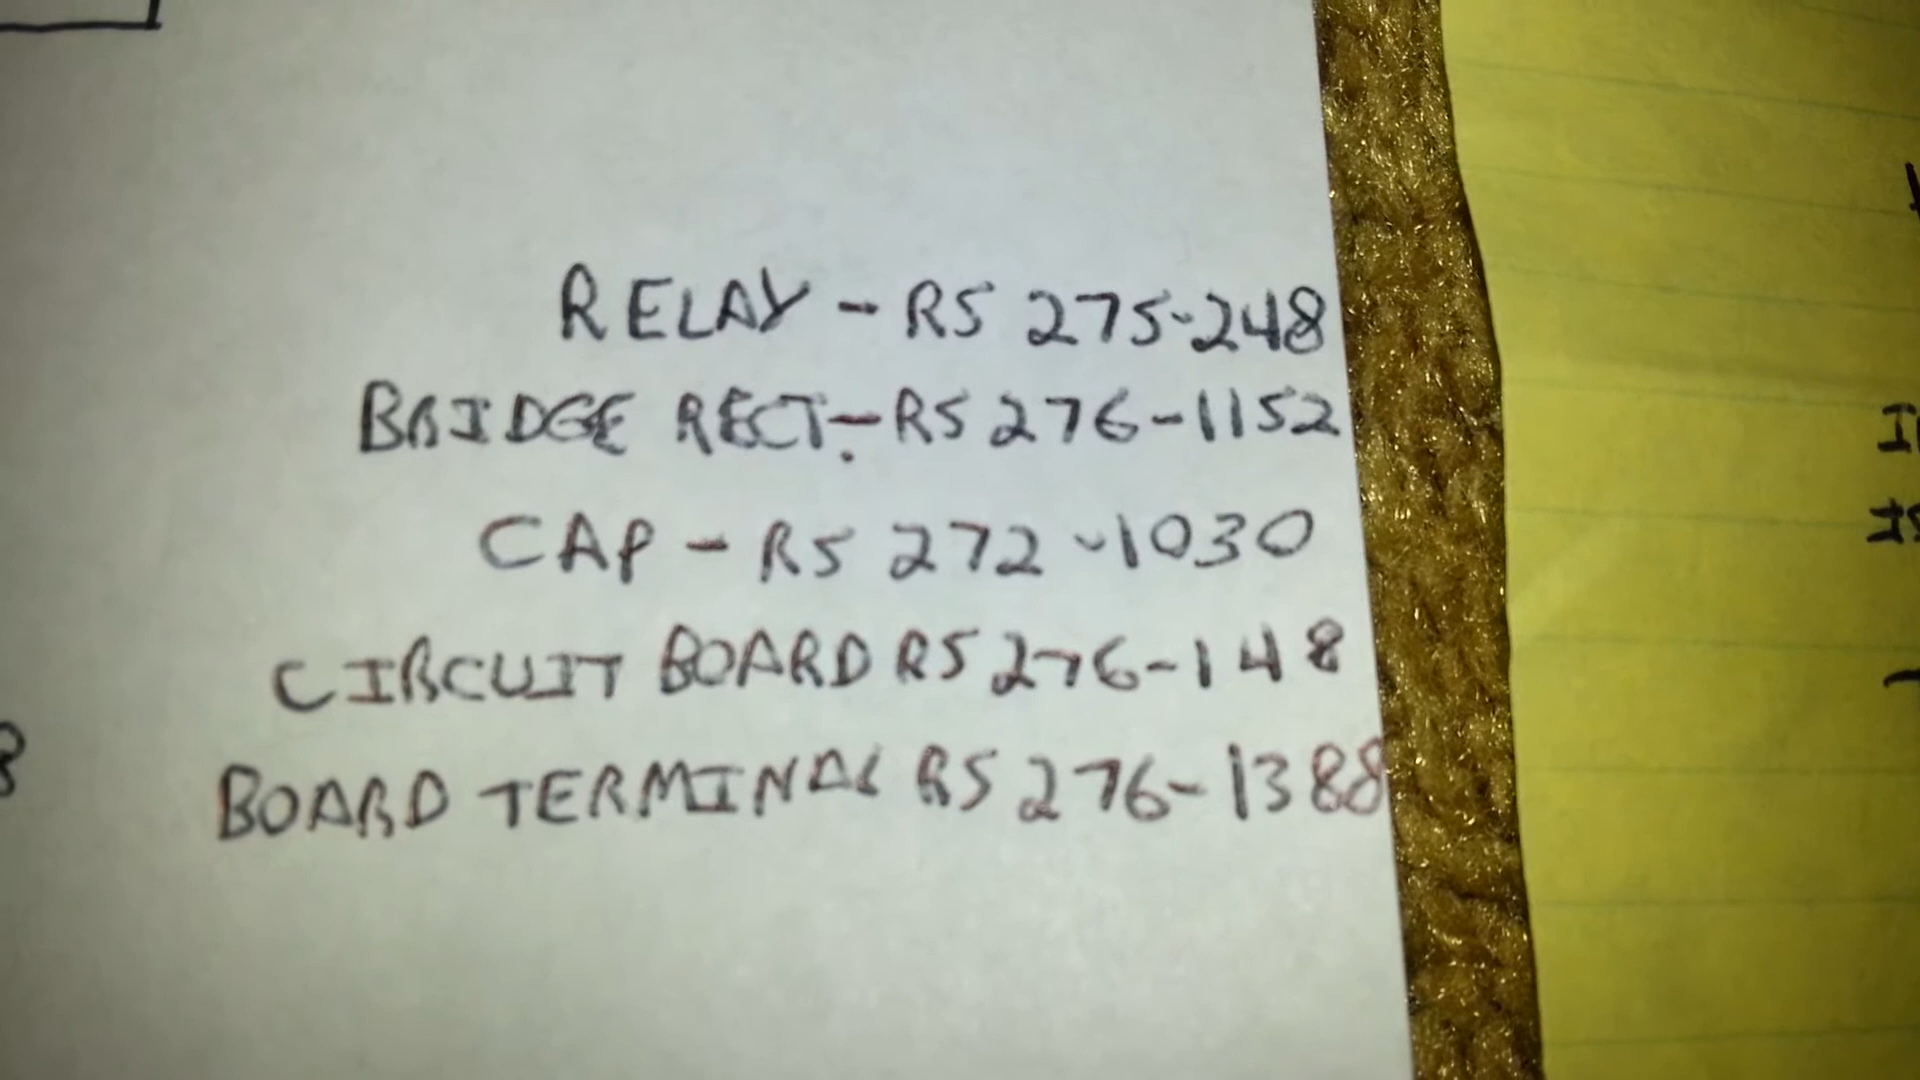 RELAY - RS 275-248
BRIDGE RECT. - RS 276-1152
CAP - RS 272-1030
CIRCUIT BOARD RS 276-148
BOARD TERMINAL RS 276-1388